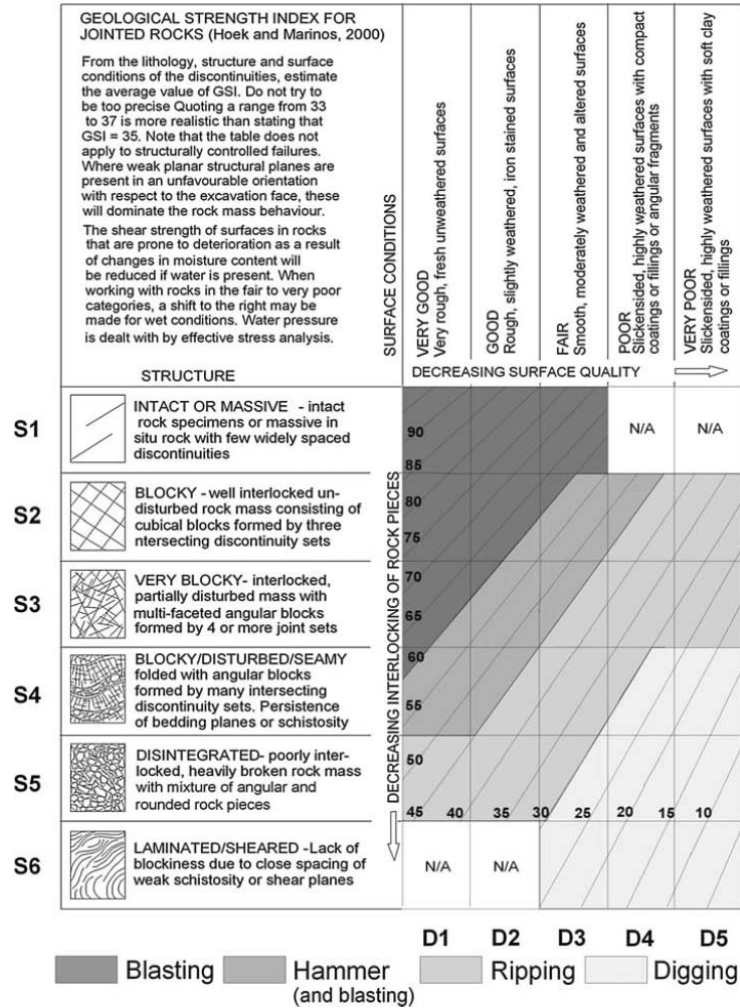 GEOLOGICAL STRENGTH INDEX FOR
JOINTED ROCKS (Hoek and Marinos, 2000)
From the lithology, structure and surface
conditions of the discontinuities, estimate
the average value of GSI. Do not try to
be too precise Quoting a range from 33
to 37 is more realistic than stating that
GSI = 35. Note that the table does not
apply to structurally controlled failures.
Where weak planar structural planes are
present in an unfavourable orientation
with respect to the excavation face, these
will dominate the rock mass behaviour.
The shear strength of surfaces in rocks
that are prone to deterioration as a result
of changes in moisture content will
be reduced if water is present. When
working with rocks in the fair to very poor
categories, a shift to the right may be
made for wet conditions. Water pressure
is dealt with by effective stress analysis.
STRUCTURE
SURFACE CONDITIONS
VERY GOOD
Very rough, fresh unweathered surfaces
GOOD
Rough, slightly weathered, iron stained surfaces
FAIR
Smooth, moderately weathered and altered surfaces
POOR
Slickensided, highly weathered surfaces with compact
coatings or fillings or angular fragments
VERY POOR
Slickensided, highly weathered surfaces with soft clay
coatings or fillings
DECREASING SURFACE QUALITY
DECREASING INTERLOCKING OF ROCK PIECES
S1
INTACT OR MASSIVE - intact
rock specimens or massive in
situ rock with few widely spaced
discontinuities
90
85
N/A
N/A
S2
BLOCKY - well interlocked un-
disturbed rock mass consisting of
cubical blocks formed by three
ntersecting discontinuity sets
80
75
S3
VERY BLOCKY- interlocked,
partially disturbed mass with
multi-faceted angular blocks
formed by 4 or more joint sets
70
65
S4
BLOCKY/DISTURBED/SEAMY
folded with angular blocks
formed by many intersecting
discontinuity sets. Persistence
of bedding planes or schistosity
60
55
S5
DISINTEGRATED- poorly inter-
locked, heavily broken rock mass
with mixture of angular and
rounded rock pieces
50
45 40 35 30 25 20 15 10
S6
LAMINATED/SHEARED -Lack of
blockiness due to close spacing of
weak schistosity or shear planes
N/A
N/A
D1 D2 D3 D4 D5
Blasting
Hammer
(and blasting)
Ripping
Digging